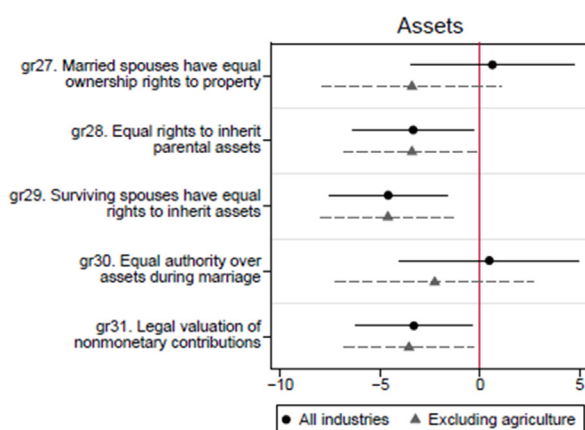 Assets
gr27. Married spouses have equal
ownership rights to property
gr28. Equal rights to inherit
parental assets
gr29. Surviving spouses have equal
rights to inherit assets
gr30. Equal authority over
assets during marriage
gr31. Legal valuation of
nonmonetary contributions
−10 −5 0 5
All industries Excluding agriculture